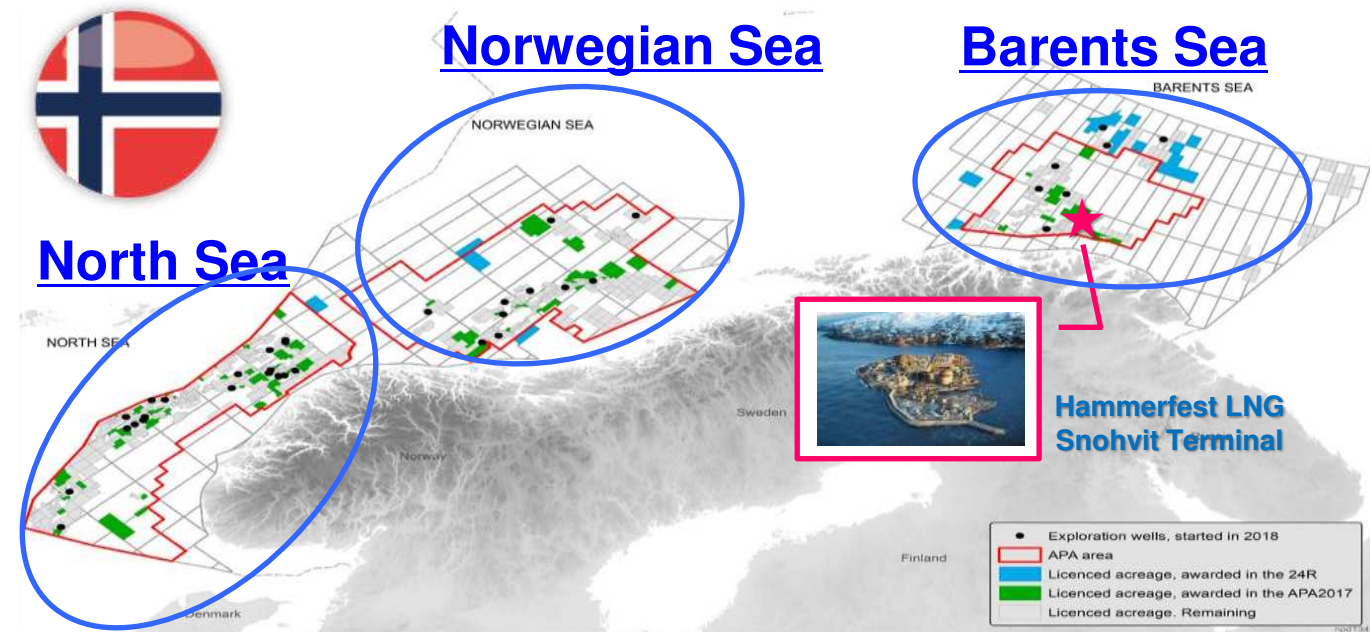 Norwegian Sea
Barents Sea
BARENTS SEA
NORWEGIAN SEA
North Sea
NORTH SEA
Sweden
Hammerfest LNG
Snohvit Terminal
Norway
Finland
Denmark
Exploration wells, started in 2018
APA area
Licenced acreage, awarded in the 24R
Licenced acreage, awarded in the APA2017
Licenced acreage. Remaining